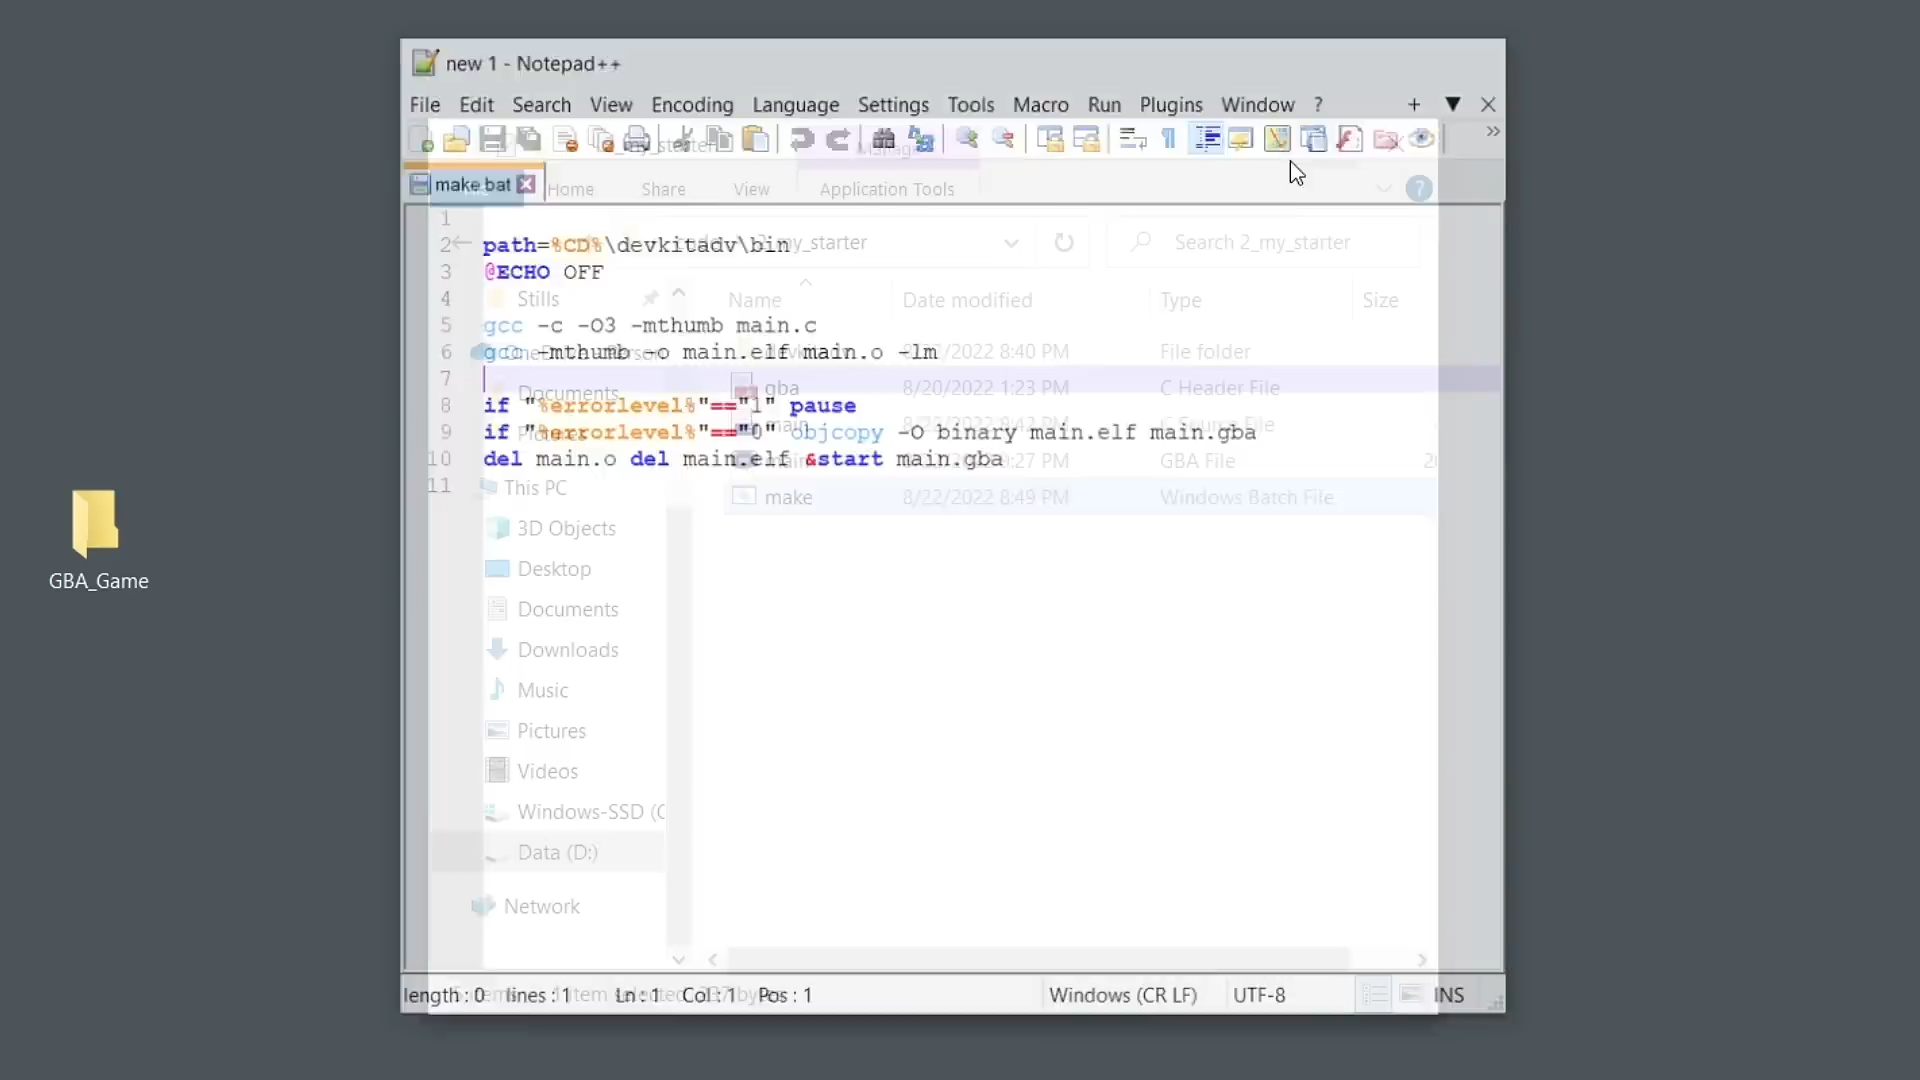 new 1 - Notepad++
File Edit Search View Encoding Language Settings Tools Macro Run Plugins Window ?
Manage
make bat
Home Share View Application Tools
1
2 path=%CD%\devkitadv\bin
2_my_starter
Search 2_my_starter
3 @ECHO OFF
4
Stills
Name Date modified Type Size
5 gcc -c -O3 -mthumb main.c
6 gcc -mthumb -o main.elf main.o -lm
8:40 PM File folder
7
Documents
gba 8/20/2022 1:23 PM C Header File
8 if "%errorlevel%"=="1" pause
9 if "%errorlevel%"=="0" objcopy -O binary main.elf main.gba
10 del main.o del main.elf &start main.gba
GBA File
11
This PC
make 8/22/2022 8:49 PM Windows Batch File
3D Objects
Desktop
GBA_Game
Documents
Downloads
Music
Pictures
Videos
Windows-SSD (C
Data (D:)
Network
length : 0 lines : 1 Ln : 1 Col : 1 Pos : 1 Windows (CR LF) UTF-8 INS